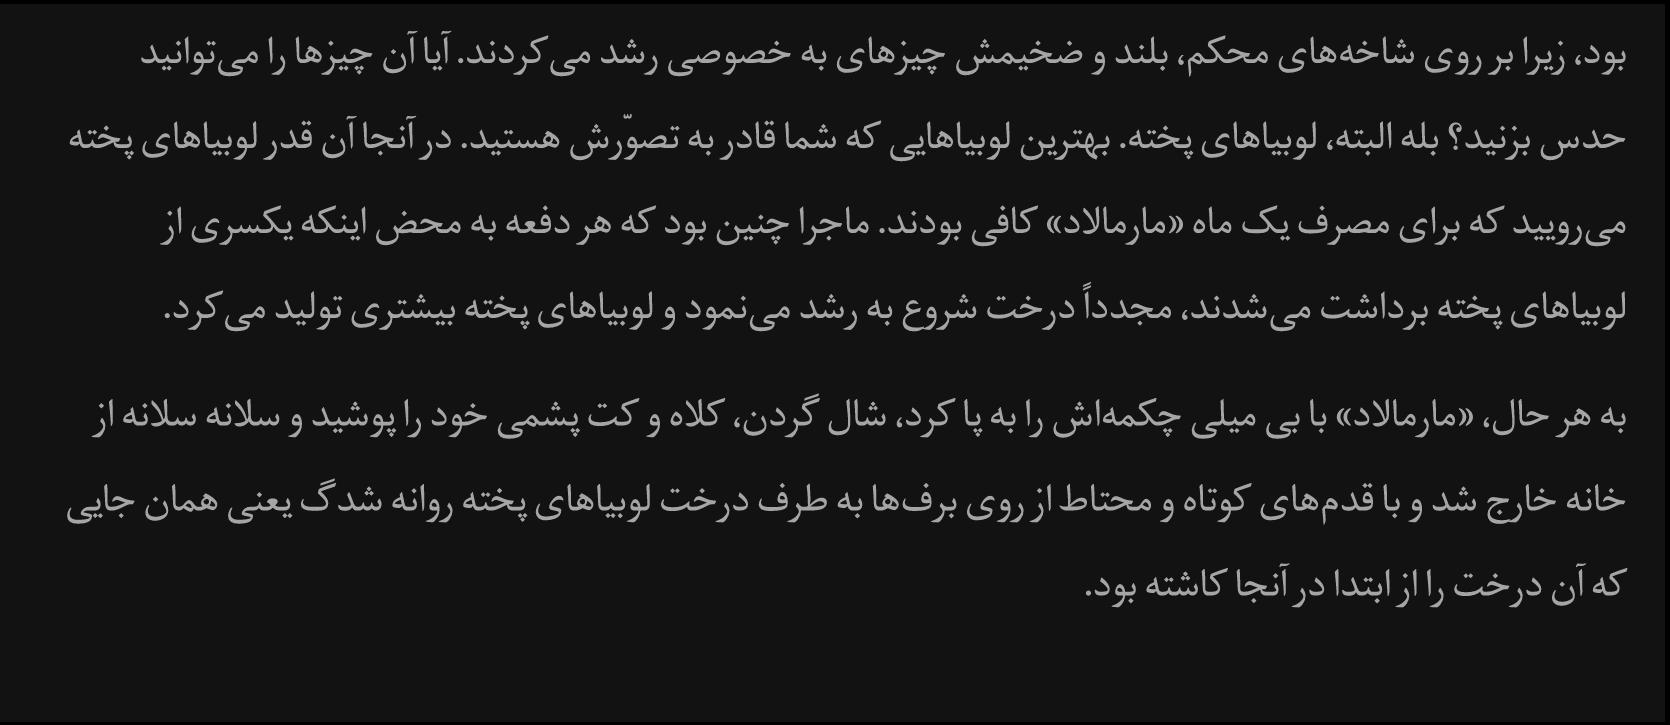 بود، زیرا بر روی شاخه‌های محکم، بلند و ضخیمش چیزهای به خصوصی رشد می‌کردند. آیا آن چیزها را می‌توانید
حدس بزنید؟ بله البته، لوبیاهای پخته. بهترین لوبیاهایی که شما قادر به تصوّرش هستید. در آنجا آن قدر لوبیاهای پخته
می‌رویید که برای مصرف یک ماه «مارمالاد» کافی بودند. ماجرا چنین بود که هر دفعه به محض اینکه یکسری از
لوبیاهای پخته برداشت می‌شدند، مجدداً درخت شروع به رشد می‌نمود و لوبیاهای پخته بیشتری تولید می‌کرد.
به هر حال، «مارمالاد» با بی میلی چکمه‌اش را به پا کرد، شال گردن، کلاه و کت پشمی خود را پوشید و سلانه سلانه از
خانه خارج شد و با قدم‌های کوتاه و محتاط از روی برف‌ها به طرف درخت لوبیاهای پخته روانه شدگ یعنی همان جایی
که آن درخت را از ابتدا در آنجا کاشته بود.